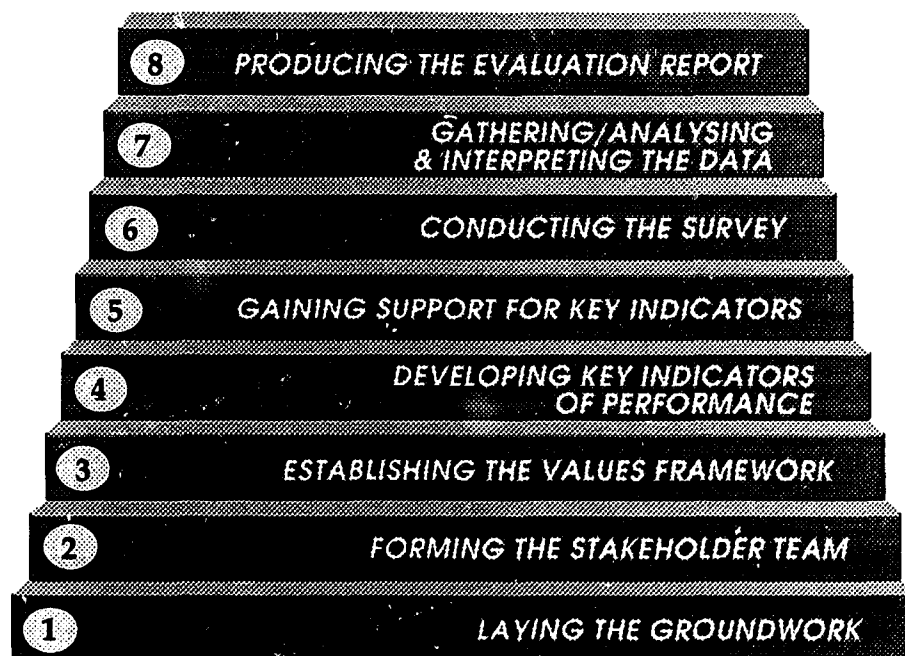 8 PRODUCING THE EVALUATION REPORT
7 GATHERING/ANALYSING
& INTERPRETING THE DATA
6 CONDUCTING THE SURVEY
5 GAINING SUPPORT FOR KEY INDICATORS
4 DEVELOPING KEY INDICATORS
OF PERFORMANCE
3 ESTABLISHING THE VALUES FRAMEWORK
2 FORMING THE STAKEHOLDER TEAM
1 LAYING THE GROUNDWORK